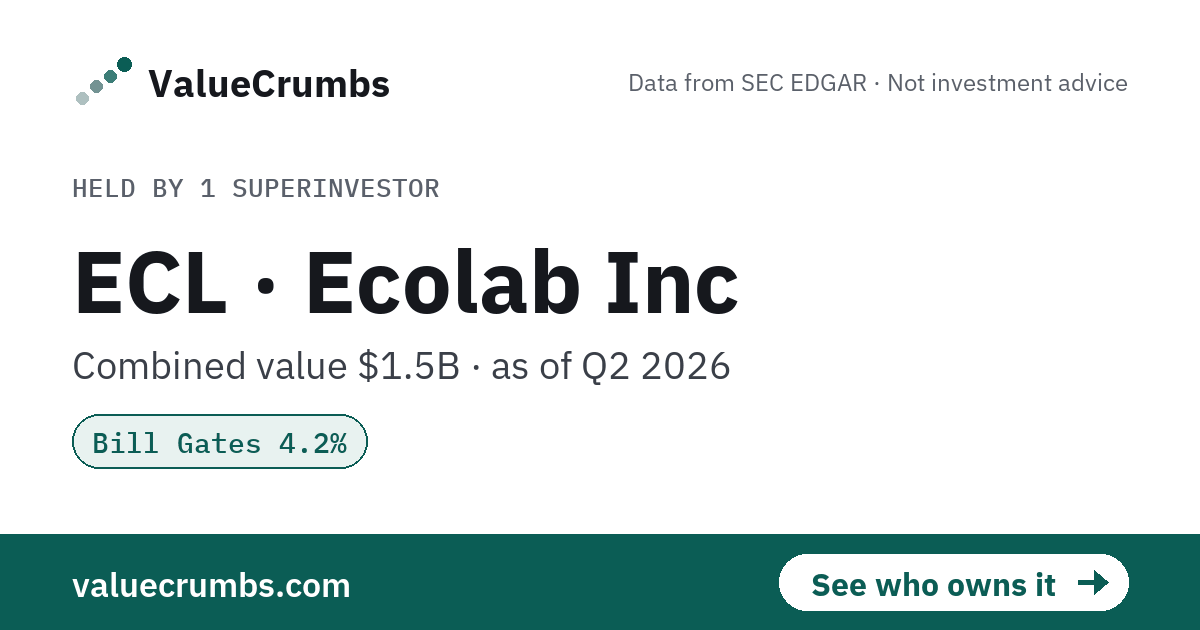 ValueCrumbs
Data from SEC EDGAR · Not investment advice
HELD BY 1 SUPERINVESTOR
ECL · Ecolab Inc
Combined value $1.5B · as of Q2 2026
Bill Gates 4.2%
valuecrumbs.com
See who owns it →